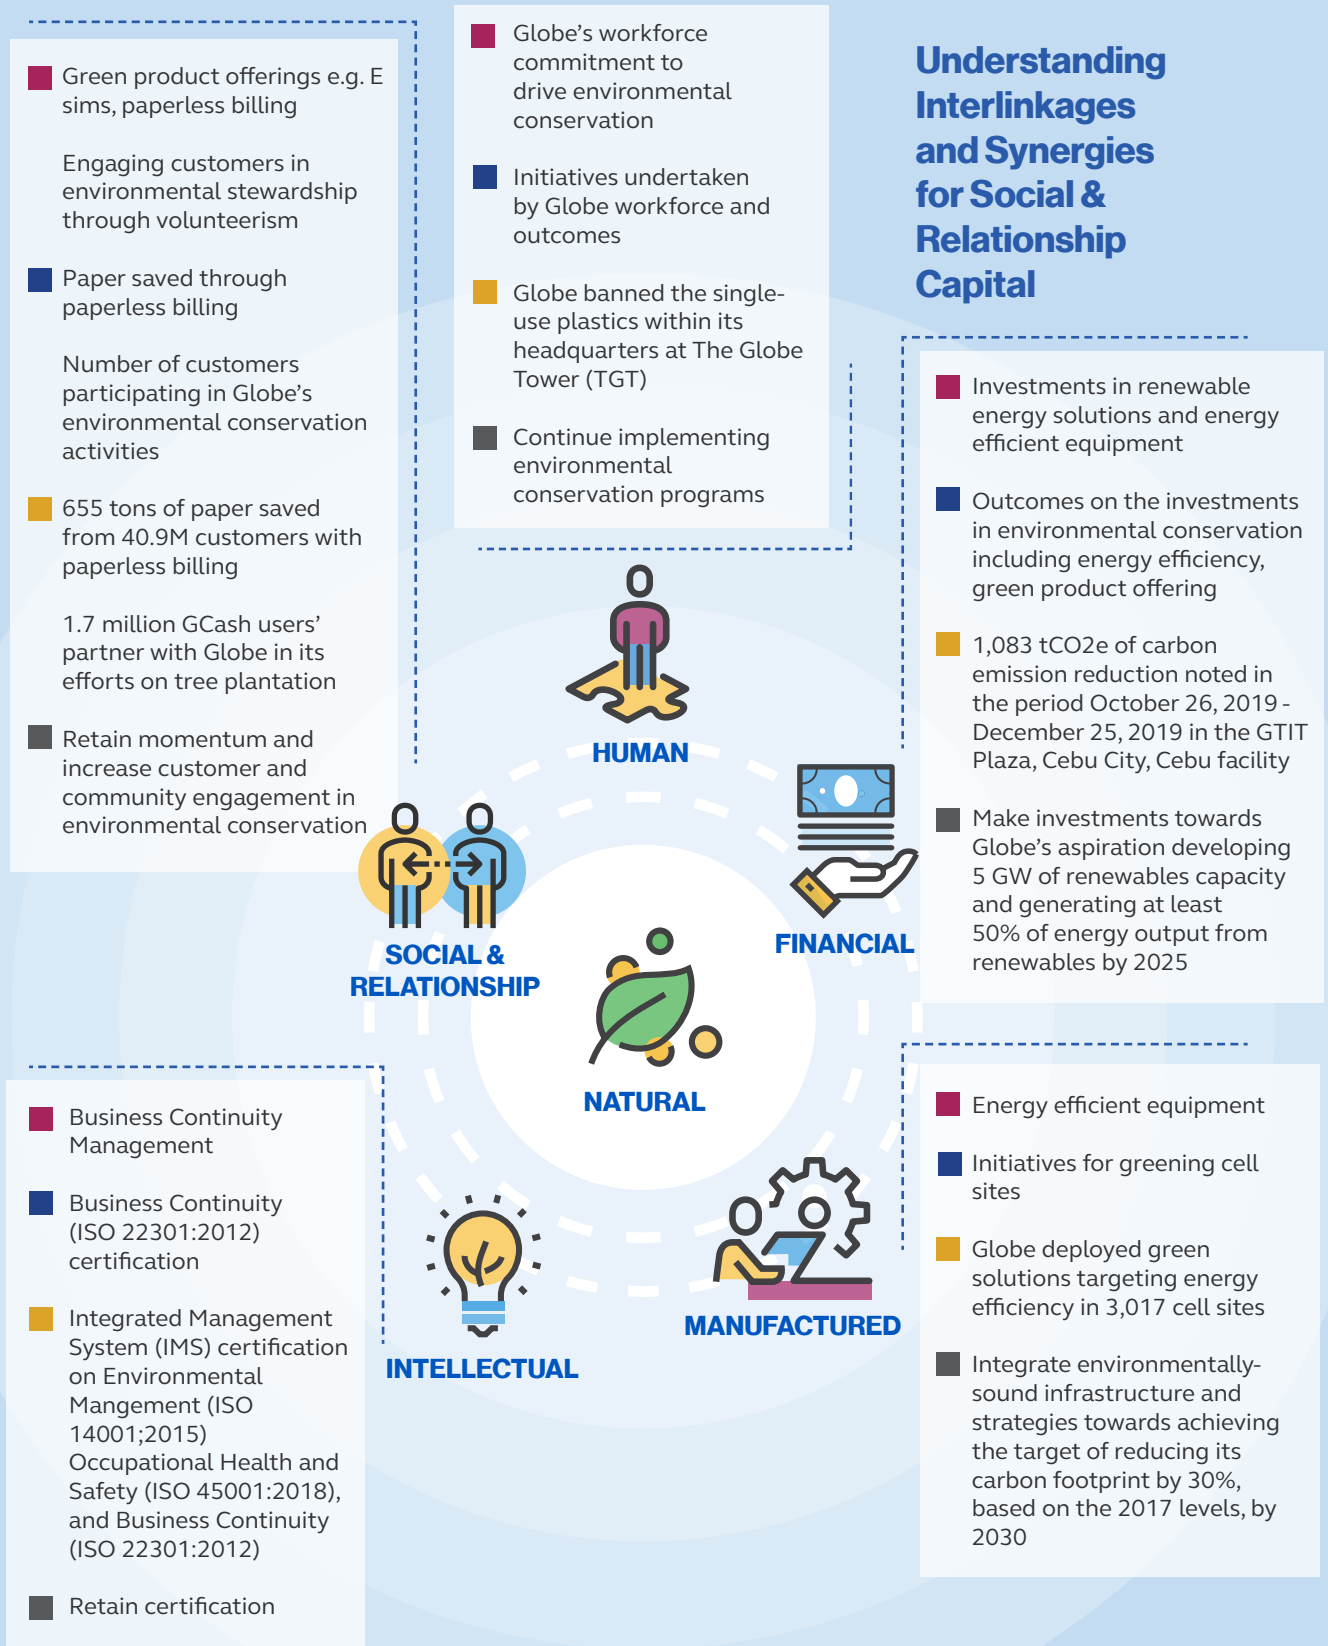 Green product offerings e.g. E
sims, paperless billing
Engaging customers in
environmental stewardship
through volunteerism
Paper saved through
paperless billing
Number of customers
participating in Globe's
environmental conservation
activities
655 tons of paper saved
from 40.9M customers with
paperless billing
1.7 million GCash users'
partner with Globe in its
efforts on tree plantation
Retain momentum and
increase customer and
community engagement in
environmental conservation
Globe's workforce
commitment to
drive environmental
conservation
Initiatives undertaken
by Globe workforce and
outcomes
Globe banned the single-
use plastics within its
headquarters at The Globe
Tower (TGT)
Continue implementing
environmental
conservation programs
Understanding
Interlinkages
and Synergies
for Social &
Relationship
Capital
Investments in renewable
energy solutions and energy
efficient equipment
Outcomes on the investments
in environmental conservation
including energy efficiency,
green product offering
1,083 tCO2e of carbon
emission reduction noted in
the period October 26, 2019 -
December 25, 2019 in the GTIT
Plaza, Cebu City, Cebu facility
Make investments towards
Globe's aspiration developing
5 GW of renewables capacity
and generating at least
50% of energy output from
renewables by 2025
HUMAN
SOCIAL &
RELATIONSHIP
FINANCIAL
NATURAL
INTELLECTUAL
MANUFACTURED
Business Continuity
Management
Business Continuity
(ISO 22301:2012)
certification
Integrated Management
System (IMS) certification
on Environmental
Mangement (ISO
14001;2015)
Occupational Health and
Safety (ISO 45001:2018),
and Business Continuity
(ISO 22301:2012)
Retain certification
Energy efficient equipment
Initiatives for greening cell
sites
Globe deployed green
solutions targeting energy
efficiency in 3,017 cell sites
Integrate environmentally-
sound infrastructure and
strategies towards achieving
the target of reducing its
carbon footprint by 30%,
based on the 2017 levels, by
2030